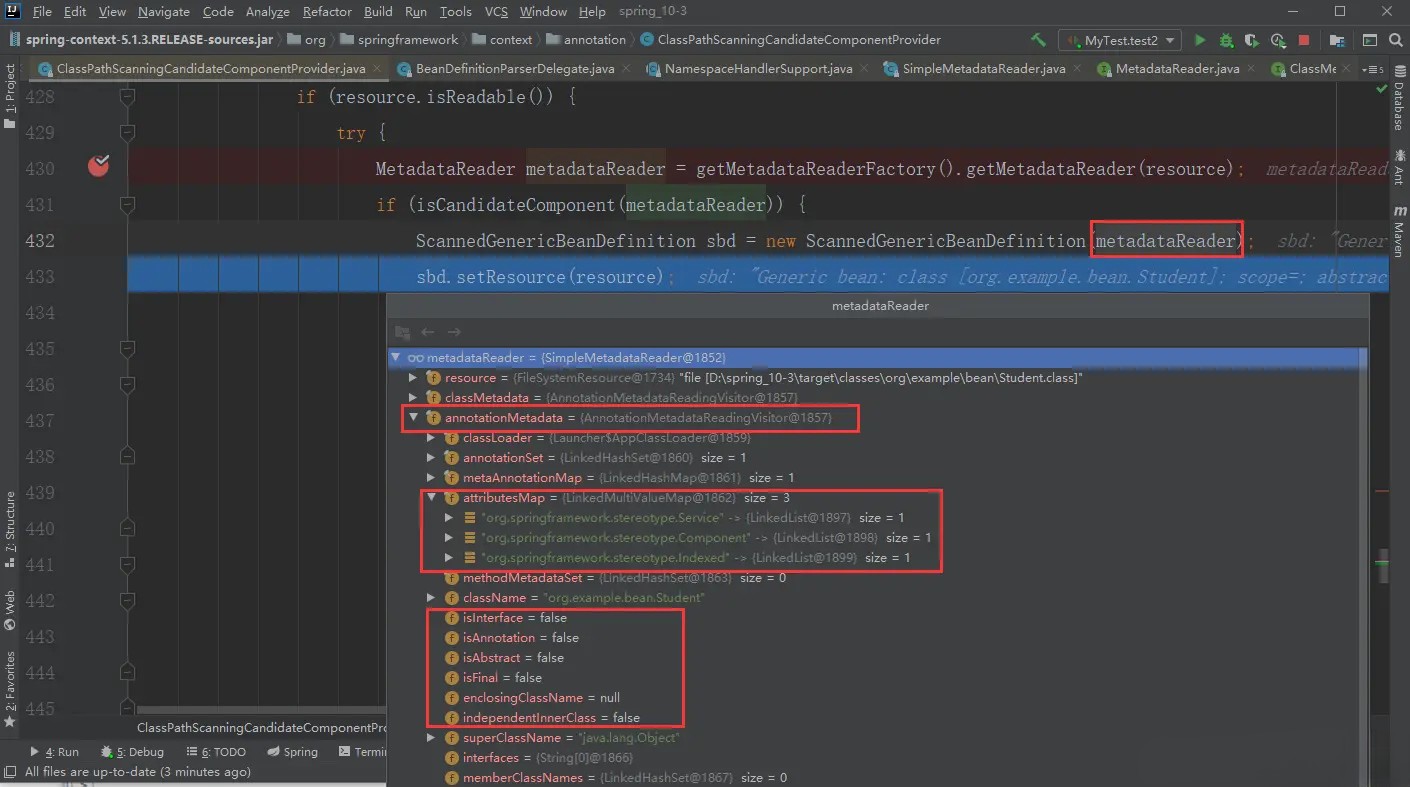 File Edit View Navigate Code Analyze Refactor Build Run Tools VCS Window Help spring_10-3
spring-context-5.1.3.RELEASE-sources.jar org springframework context annotation ClassPathScanningCandidateComponentProvider MyTest.test2
ClassPathScanningCandidateComponentProvider.java BeanDefinitionParserDelegate.java NamespaceHandlerSupport.java SimpleMetadataReader.java MetadataReader.java ClassMe 5
1: Project
7: Structure
Web
2: Favorites
Database
Ant
m Maven
428 if (resource.isReadable()) {
429 try {
430 MetadataReader metadataReader = getMetadataReaderFactory().getMetadataReader(resource); metadataRead
431 if (isCandidateComponent(metadataReader)) {
432 ScannedGenericBeanDefinition sbd = new ScannedGenericBeanDefinition(metadataReader); sbd: "Gener
433 sbd.setResource(resource); sbd: "Generic bean: class [org.example.bean.Student]; scope=; abstrac
434
435
436
437
438
439
440
441
442
443
444
445
metadataReader
metadataReader = {SimpleMetadataReader@1852}
resource = {FileSystemResource@1734} "file [D:\spring_10-3\target\classes\org\example\bean\Student.class]"
classMetadata = {AnnotationMetadataReadingVisitor@1857}
annotationMetadata = {AnnotationMetadataReadingVisitor@1857}
classLoader = {Launcher$AppClassLoader@1859}
annotationSet = {LinkedHashSet@1860} size = 1
metaAnnotationMap = {LinkedHashMap@1861} size = 1
attributesMap = {LinkedMultiValueMap@1862} size = 3
"org.springframework.stereotype.Service" -> {LinkedList@1897} size = 1
"org.springframework.stereotype.Component" -> {LinkedList@1898} size = 1
"org.springframework.stereotype.Indexed" -> {LinkedList@1899} size = 1
methodMetadataSet = {LinkedHashSet@1863} size = 0
className = "org.example.bean.Student"
isInterface = false
isAnnotation = false
isAbstract = false
isFinal = false
enclosingClassName = null
independentInnerClass = false
superClassName = "java.lang.Object"
interfaces = {String[0]@1866}
memberClassNames = {LinkedHashSet@1867} size = 0
ClassPathScanningCandidateComponentPro
4: Run 5: Debug 6: TODO Spring Termi
All files are up-to-date (3 minutes ago)